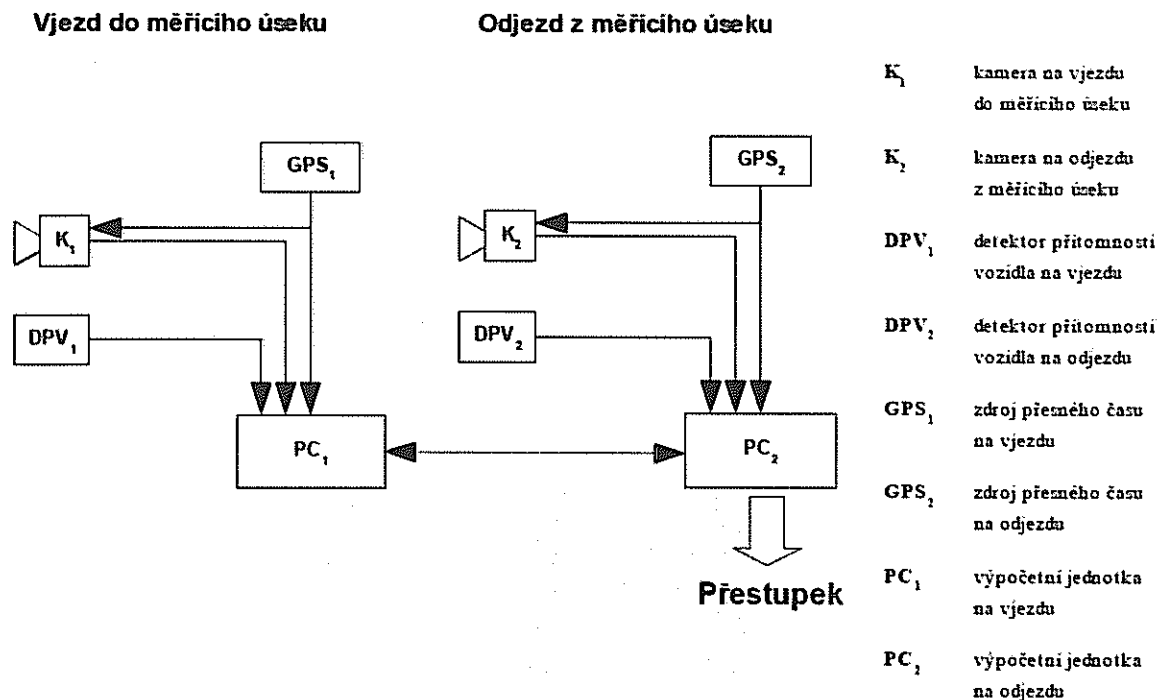 Vjezd do měřicího úseku
Odjezd z měřicího úseku
GPS₁
K₁
DPV₁
PC₁
GPS₂
K₂
DPV₂
PC₂
Přestupek
K₁ kamera na vjezdu
do měřicího úseku
K₂ kamera na odjezdu
z měřicího úseku
DPV₁ detektor přítomnosti
vozidla na vjezdu
DPV₂ detektor přítomnosti
vozidla na odjezdu
GPS₁ zdroj přesného času
na vjezdu
GPS₂ zdroj přesného času
na odjezdu
PC₁ výpočetní jednotka
na vjezdu
PC₂ výpočetní jednotka
na odjezdu